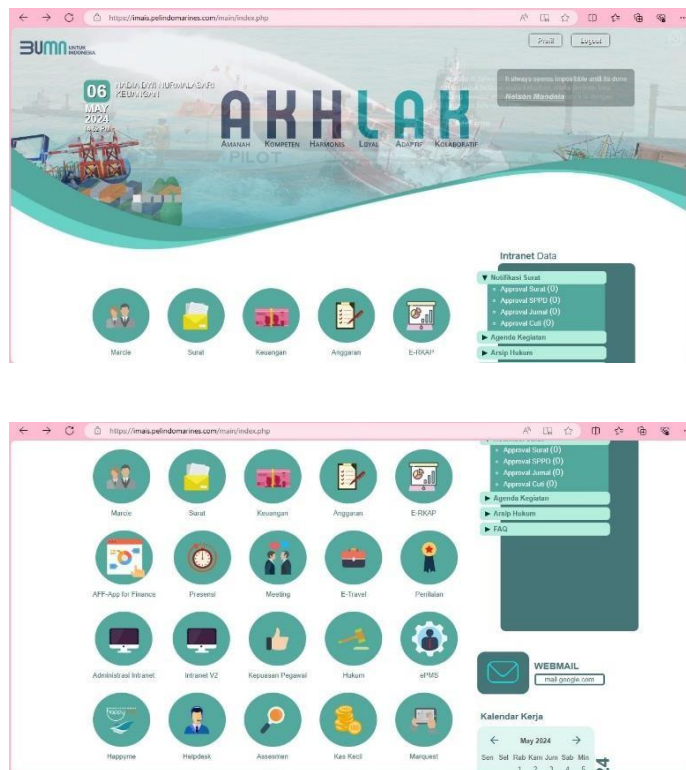 https://imais.pelindomarines.com/main/index.php
BUMN UNTUK INDONESIA
Profil
Logout
06
MAY
2024
KEUANGAN
It always seems impossible until its done
Nelson Mandela
AKHLAK
AMANAH KOMPETEN HARMONIS LOYAL ADAPTIF KOLABORATIF
PILOT
Intranet Data
▼ Notifikasi Surat
Approval Surat (0)
Approval SPPD (0)
Approval Jurnal (0)
Approval Cuti (0)
► Agenda Kegiatan
► Arsip Hukum
Marcie
Surat
Keuangan
Anggaran
E-RKAP
https://imais.pelindomarines.com/main/index.php
Approval Surat (0)
Approval SPPD (0)
Approval Jurnal (0)
Approval Cuti (0)
► Agenda Kegiatan
► Arsip Hukum
► FAQ
Marcie
Surat
Keuangan
Anggaran
E-RKAP
AFF-App for Finance
Presensi
Meeting
E-Travel
Penilaian
Administrasi Intranet
Intranet V2
Kepuasan Pegawai
Hukum
ePMS
WEBMAIL
mail.google.com
Happyme
Helpdesk
Assesmen
Kas Kecil
Marquest
Kalendar Kerja
May 2024
Sen Sel Rab Kam Jum Sab Min
1 2 3 4 5